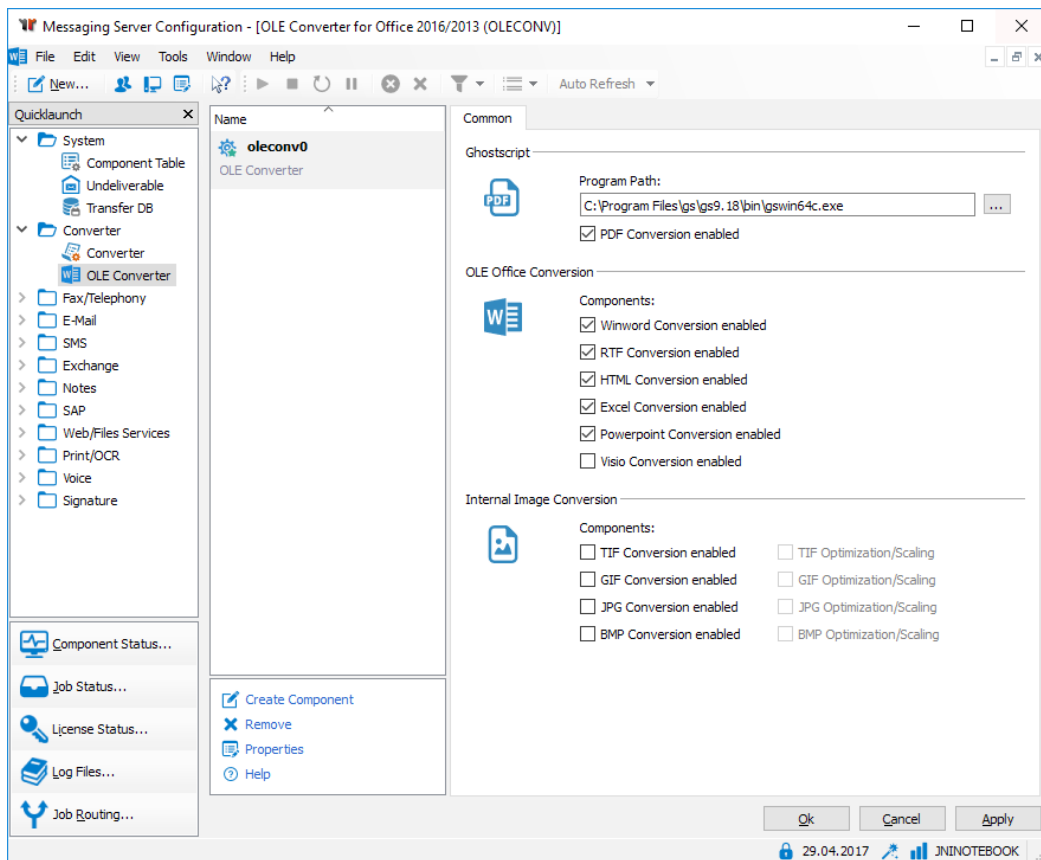 Messaging Server Configuration - [OLE Converter for Office 2016/2013 (OLECONV)]
File Edit View Tools Window Help
New... Auto Refresh
Quicklaunch
System
Component Table
Undeliverable
Transfer DB
Converter
Converter
OLE Converter
Fax/Telephony
E-Mail
SMS
Exchange
Notes
SAP
Web/Files Services
Print/OCR
Voice
Signature
Component Status...
Job Status...
License Status...
Log Files...
Job Routing...
Name
oleconv0
OLE Converter
Create Component
Remove
Properties
Help
Common
Ghostscript
PDF
Program Path:
C:\Program Files\gs\gs9.18\bin\gswin64c.exe ...
PDF Conversion enabled
OLE Office Conversion
W
Components:
Winword Conversion enabled
RTF Conversion enabled
HTML Conversion enabled
Excel Conversion enabled
Powerpoint Conversion enabled
Visio Conversion enabled
Internal Image Conversion
Components:
TIF Conversion enabled TIF Optimization/Scaling
GIF Conversion enabled GIF Optimization/Scaling
JPG Conversion enabled JPG Optimization/Scaling
BMP Conversion enabled BMP Optimization/Scaling
Ok Cancel Apply
29.04.2017 JNINOTEBOOK